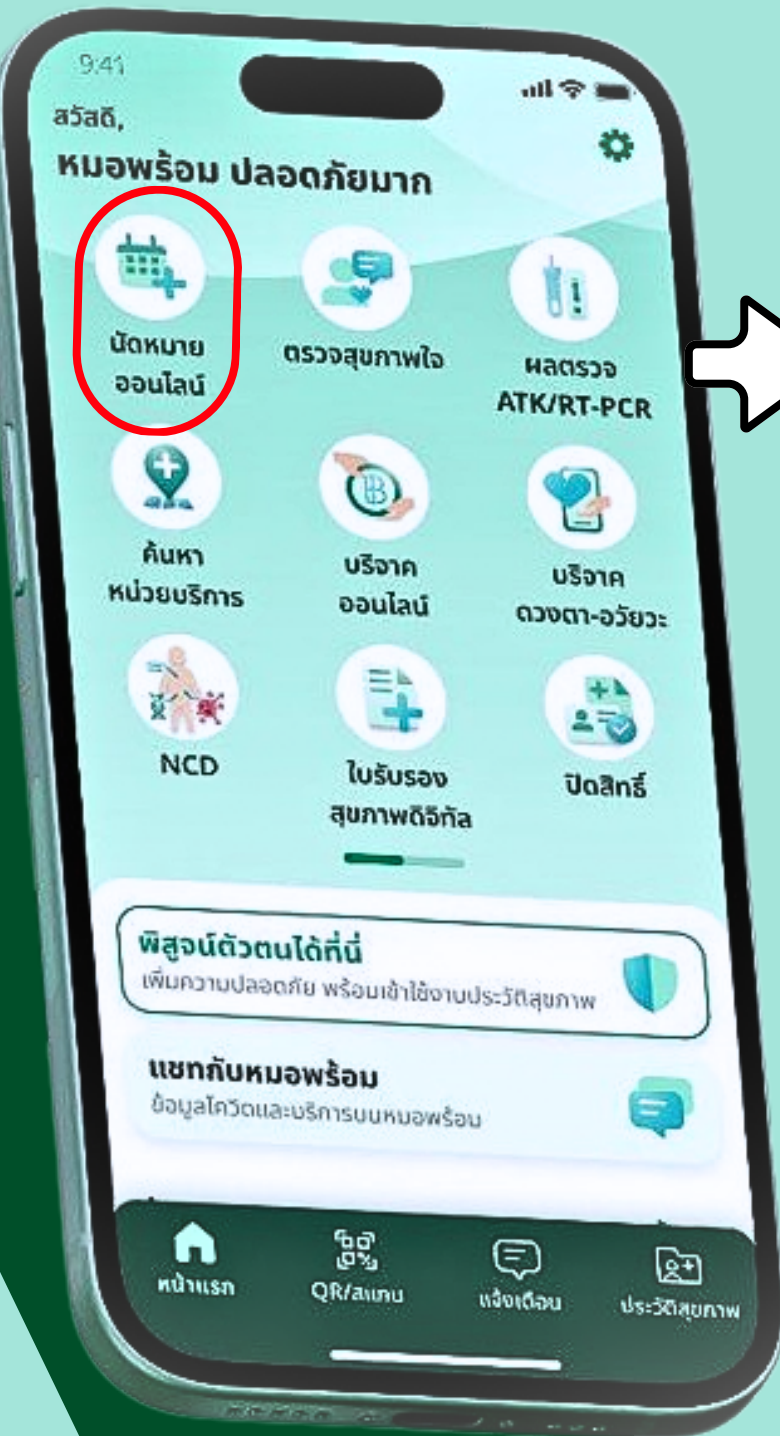 9:41
สวัสดี,
หมอพร้อม ปลอดภัยมาก
นัดหมาย
ออนไลน์
ตรวจสุขภาพใจ
ผลตรวจ
ATK/RT-PCR
ค้นหา
หน่วยบริการ
บริจาค
ออนไลน์
บริจาค
ดวงตา-อวัยวะ
NCD
ใบรับรอง
สุขภาพดิจิทัล
ปิดสิทธิ์
พิสูจน์ตัวตนได้ที่นี่
เพิ่มความปลอดภัย พร้อมเข้าใช้งานประวัติสุขภาพ
แชทกับหมอพร้อม
ข้อมูลโควิดและบริการบนหมอพร้อม
หน้าแรก
QR/สแกน
แจ้งเตือน
ประวัติสุขภาพ